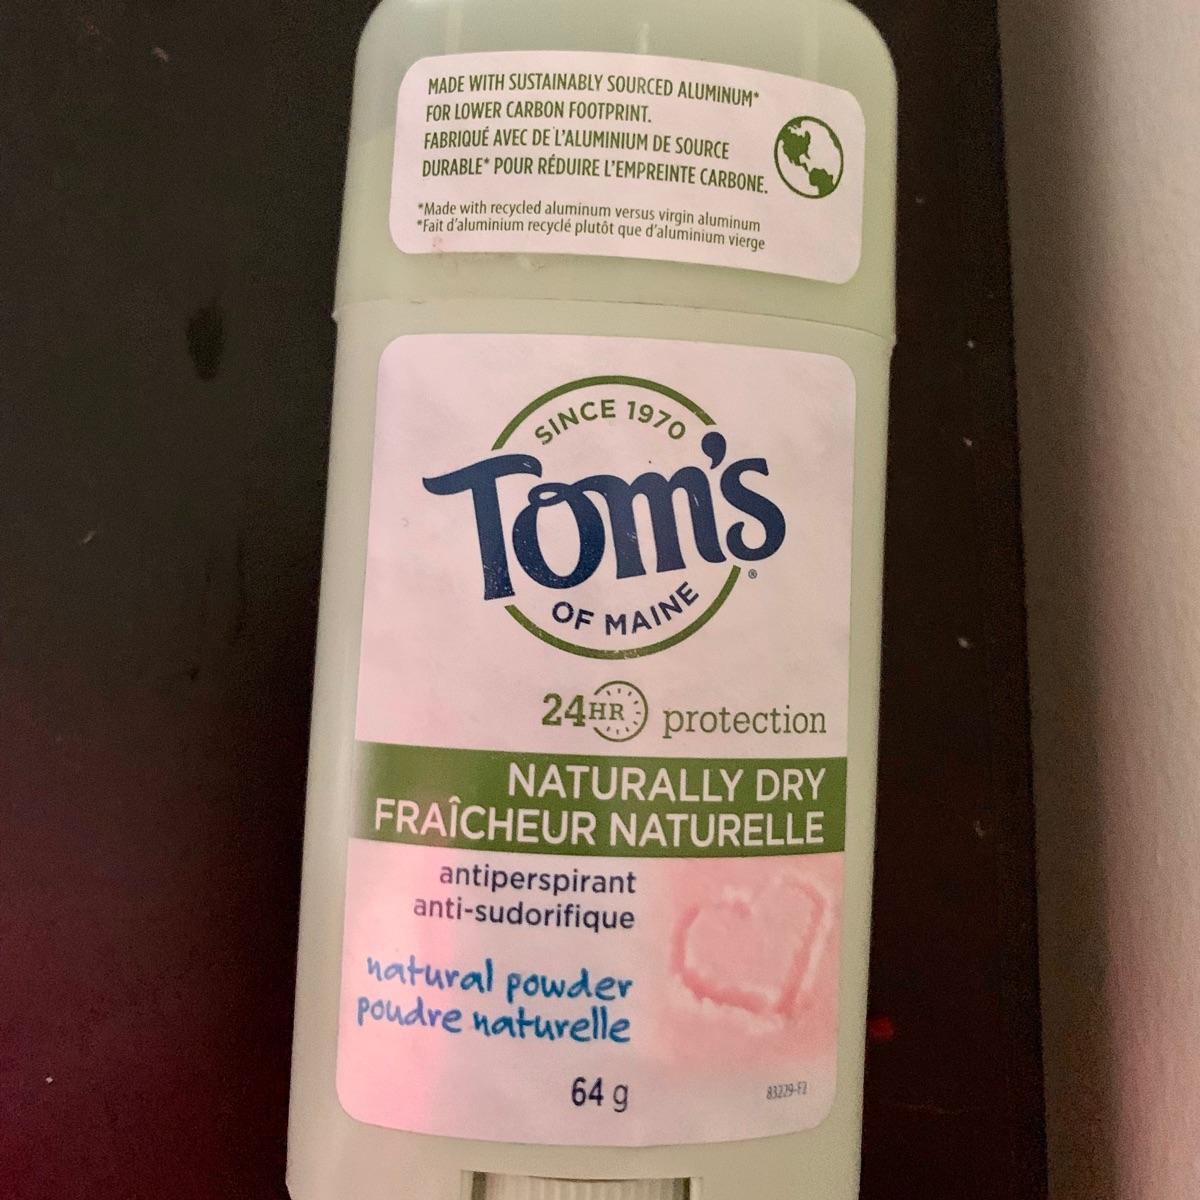 MADE WITH SUSTAINABLY SOURCED ALUMINUM*
FOR LOWER CARBON FOOTPRINT.
FABRIQUÉ AVEC DE L'ALUMINIUM DE SOURCE
DURABLE* POUR RÉDUIRE L'EMPREINTE CARBONE.
*Made with recycled aluminum versus virgin aluminum
*Fait d'aluminium recyclé plutôt que d'aluminium vierge
SINCE 1970
Tom's
OF MAINE®
24HR protection
NATURALLY DRY
FRAÎCHEUR NATURELLE
antiperspirant
anti-sudorifique
natural powder
poudre naturelle
64 g
83229-F2